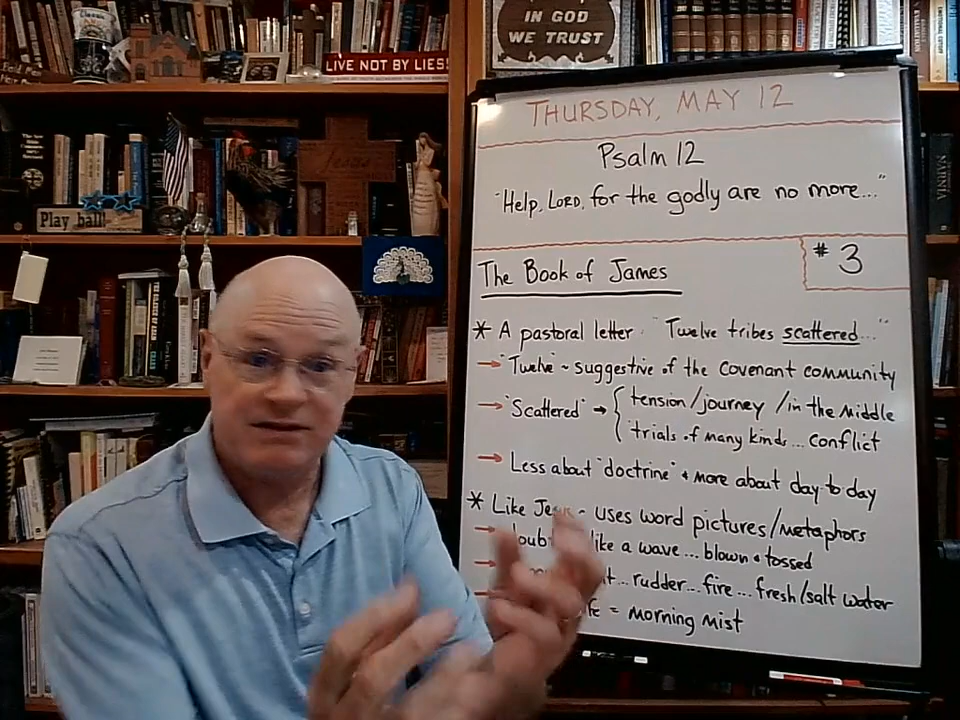 IN GOD
WE TRUST
LIVE NOT BY LIES!
Play ball!
Jesus
NARNIA
THURSDAY, MAY 12
Psalm 12
"Help, LORD, for the godly are no more..."
#3
The Book of James
* A pastoral letter "Twelve tribes scattered..."
→ "Twelve" ~ suggestive of the covenant community
→ "Scattered" → { tension/journey/in the middle
trials of many kinds... conflict
→ Less about "doctrine" + more about day to day
* Like ~ uses word pictures/metaphors
→ like a wave... blown + tossed
→ ...rudder...fire...fresh/salt water
= morning mist